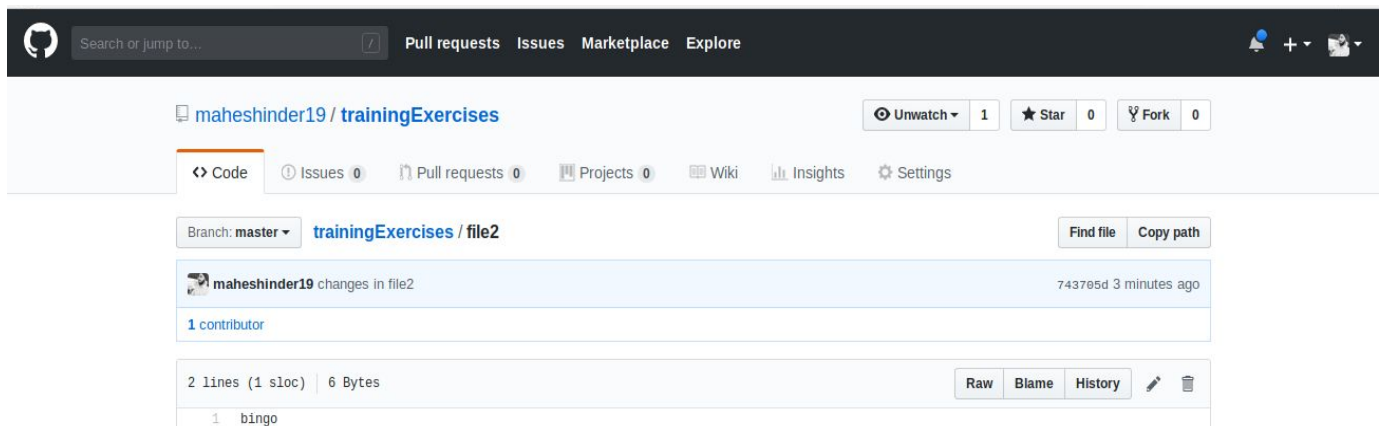 Search or jump to... / Pull requests Issues Marketplace Explore
maheshinder19 / trainingExercises Unwatch 1 Star 0 Fork 0
Code Issues 0 Pull requests 0 Projects 0 Wiki Insights Settings
Branch: master trainingExercises / file2 Find file Copy path
maheshinder19 changes in file2 743705d 3 minutes ago
1 contributor
2 lines (1 sloc) 6 Bytes Raw Blame History
1 bingo